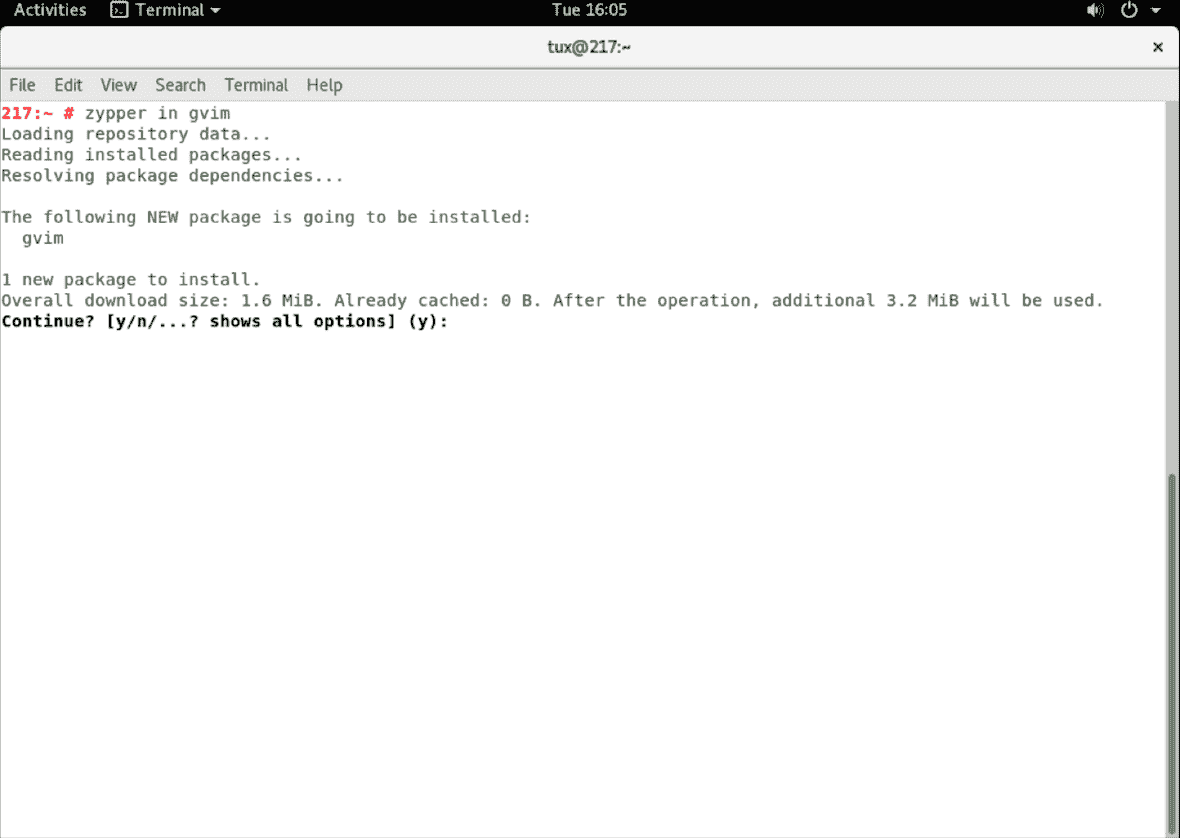 Activities Terminal Tue 16:05
tux@217:~
File Edit View Search Terminal Help
217:~ # zypper in gvim
Loading repository data...
Reading installed packages...
Resolving package dependencies...
The following NEW package is going to be installed:
  gvim
1 new package to install.
Overall download size: 1.6 MiB. Already cached: 0 B. After the operation, additional 3.2 MiB will be used.
Continue? [y/n/...? shows all options] (y):